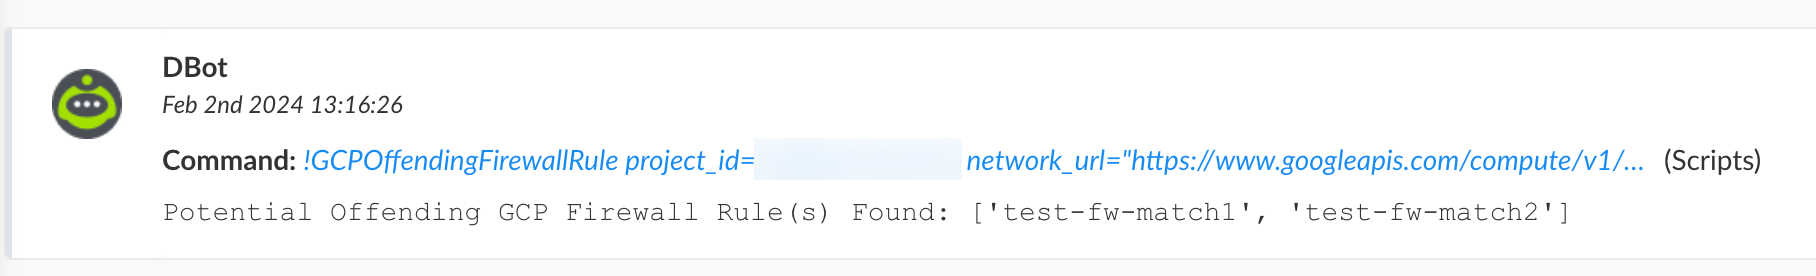 DBot
Feb 2nd 2024 13:16:26
Command: !GCPOffendingFirewallRule project_id= network_url="https://www.googleapis.com/compute/v1/... (Scripts)
Potential Offending GCP Firewall Rule(s) Found: ['test-fw-match1', 'test-fw-match2']